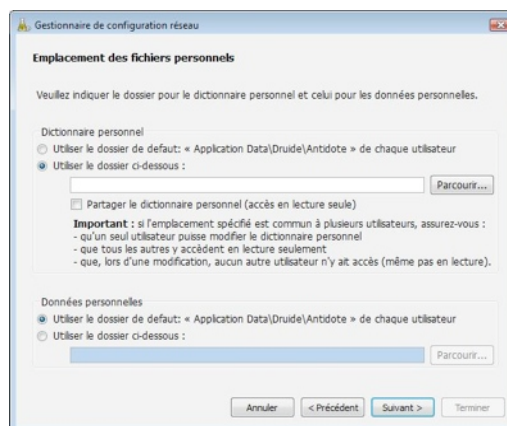 Gestionnaire de configuration réseau
Emplacement des fichiers personnels
Veuillez indiquer le dossier pour le dictionnaire personnel et celui pour les données personnelles.
Dictionnaire personnel
Utiliser le dossier de defaut: « Application Data\Druide\Antidote » de chaque utilisateur
Utiliser le dossier ci-dessous :
Parcourir...
Partager le dictionnaire personnel (accès en lecture seule)
Important : si l'emplacement spécifié est commun à plusieurs utilisateurs, assurez-vous :
- qu'un seul utilisateur puisse modifier le dictionnaire personnel
- que tous les autres y accèdent en lecture seulement
- que, lors d'une modification, aucun autre utilisateur n'y ait accès (même pas en lecture).
Données personnelles
Utiliser le dossier de defaut: « Application Data\Druide\Antidote » de chaque utilisateur
Utiliser le dossier ci-dessous :
Parcourir...
Annuler < Précédent Suivant > Terminer